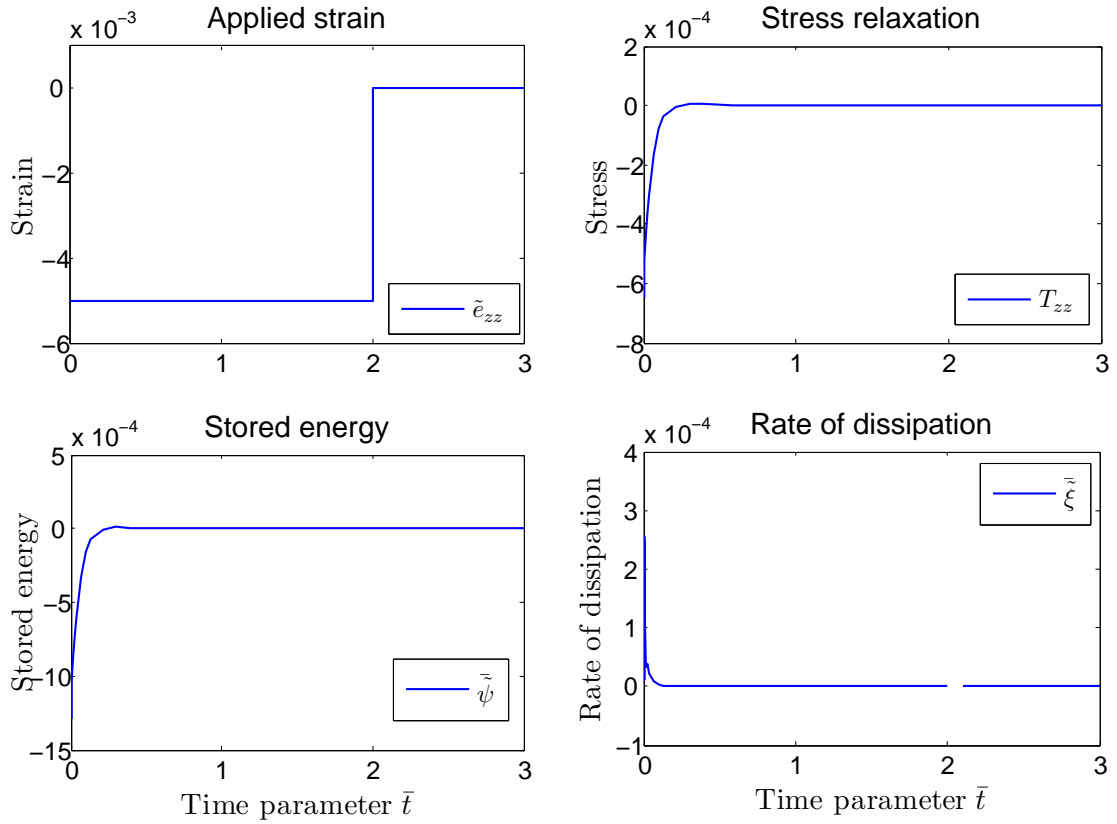 Applied strain
x 10⁻³
0
−2
−4
−6
Strain
0 1 2 3
ẽ_zz
Stress relaxation
x 10⁻⁴
2
0
−2
−4
−6
−8
Stress
0 1 2 3
T_zz
Stored energy
x 10⁻⁴
5
0
−5
−10
−15
Stored energy
0 1 2 3
Time parameter t̄
ψ̃̄
Rate of dissipation
x 10⁻⁴
4
3
2
1
0
−1
Rate of dissipation
0 1 2 3
Time parameter t̄
ξ̃̄